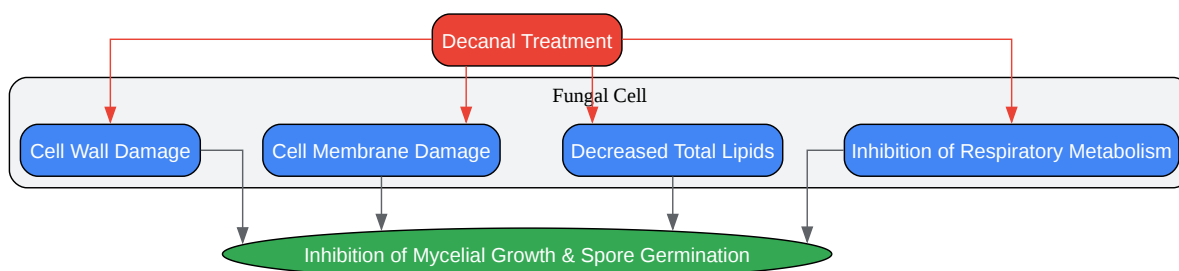 Decanal Treatment
Fungal Cell
Cell Wall Damage
Cell Membrane Damage
Decreased Total Lipids
Inhibition of Respiratory Metabolism
Inhibition of Mycelial Growth & Spore Germination